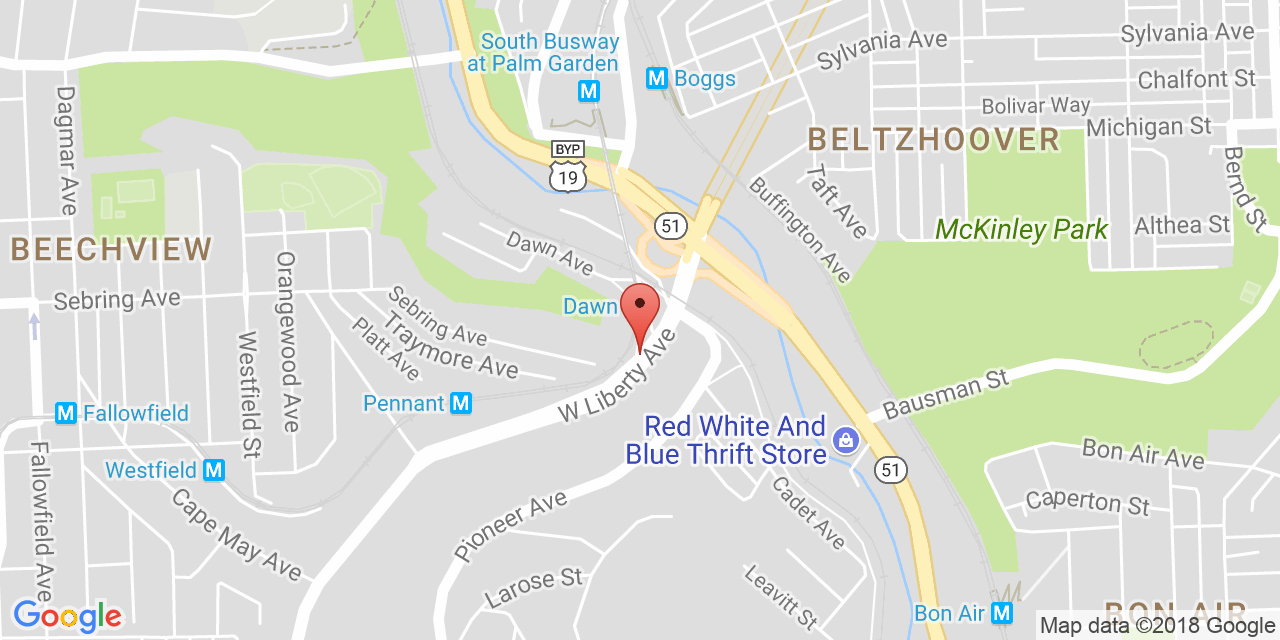 South Busway
at Palm Garden
M
M Boggs
Sylvania Ave
Sylvania Ave
Chalfont St
Bolivar Way
Michigan St
BELTZHOOVER
Dagmar Ave
BYP
19
51
Taft Ave
Buffington Ave
Bernd St
McKinley Park
Althea St
BEECHVIEW
Dawn Ave
Orangewood Ave
Sebring Ave
Sebring Ave
Dawn
Traymore Ave
Platt Ave
Westfield St
W Liberty Ave
Pennant M
M Fallowfield
Bausman St
Red White And
Blue Thrift Store
51
Bon Air Ave
Westfield M
Fallowfield Ave
Cape May Ave
Pioneer Ave
Cadet Ave
Caperton St
Larose St
Leavitt St
Bon Air M
BON AIR
Google
Map data ©2018 Google